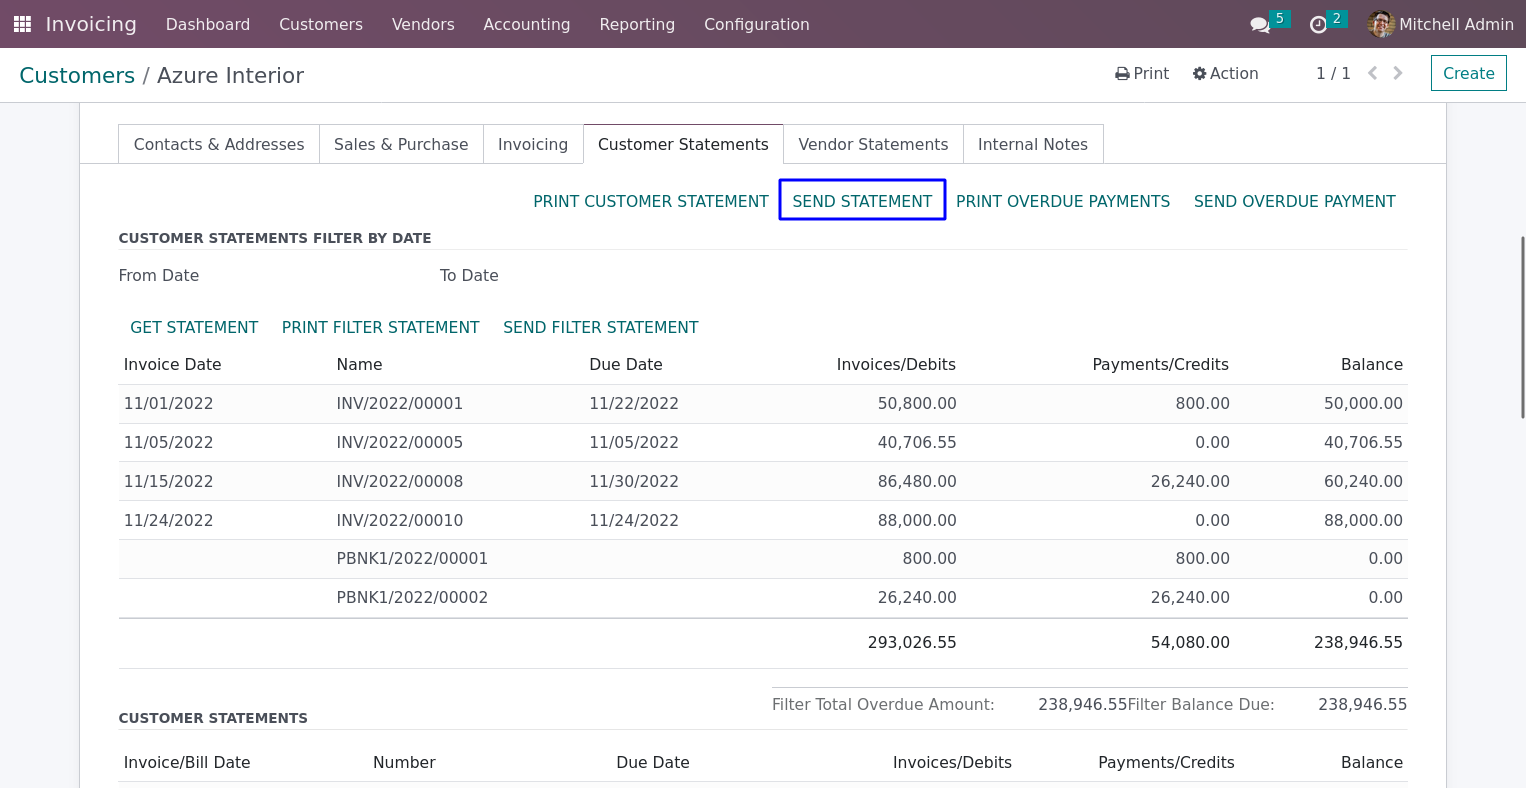 Invoicing Dashboard Customers Vendors Accounting Reporting Configuration 5 2 Mitchell Admin
Customers / Azure Interior Print Action 1 / 1 Create
Contacts & Addresses Sales & Purchase Invoicing Customer Statements Vendor Statements Internal Notes
PRINT CUSTOMER STATEMENT SEND STATEMENT PRINT OVERDUE PAYMENTS SEND OVERDUE PAYMENT
CUSTOMER STATEMENTS FILTER BY DATE
From Date To Date
GET STATEMENT PRINT FILTER STATEMENT SEND FILTER STATEMENT
Invoice Date Name Due Date Invoices/Debits Payments/Credits Balance
11/01/2022 INV/2022/00001 11/22/2022 50,800.00 800.00 50,000.00
11/05/2022 INV/2022/00005 11/05/2022 40,706.55 0.00 40,706.55
11/15/2022 INV/2022/00008 11/30/2022 86,480.00 26,240.00 60,240.00
11/24/2022 INV/2022/00010 11/24/2022 88,000.00 0.00 88,000.00
PBNK1/2022/00001 800.00 800.00 0.00
PBNK1/2022/00002 26,240.00 26,240.00 0.00
293,026.55 54,080.00 238,946.55
Filter Total Overdue Amount: 238,946.55 Filter Balance Due: 238,946.55
CUSTOMER STATEMENTS
Invoice/Bill Date Number Due Date Invoices/Debits Payments/Credits Balance